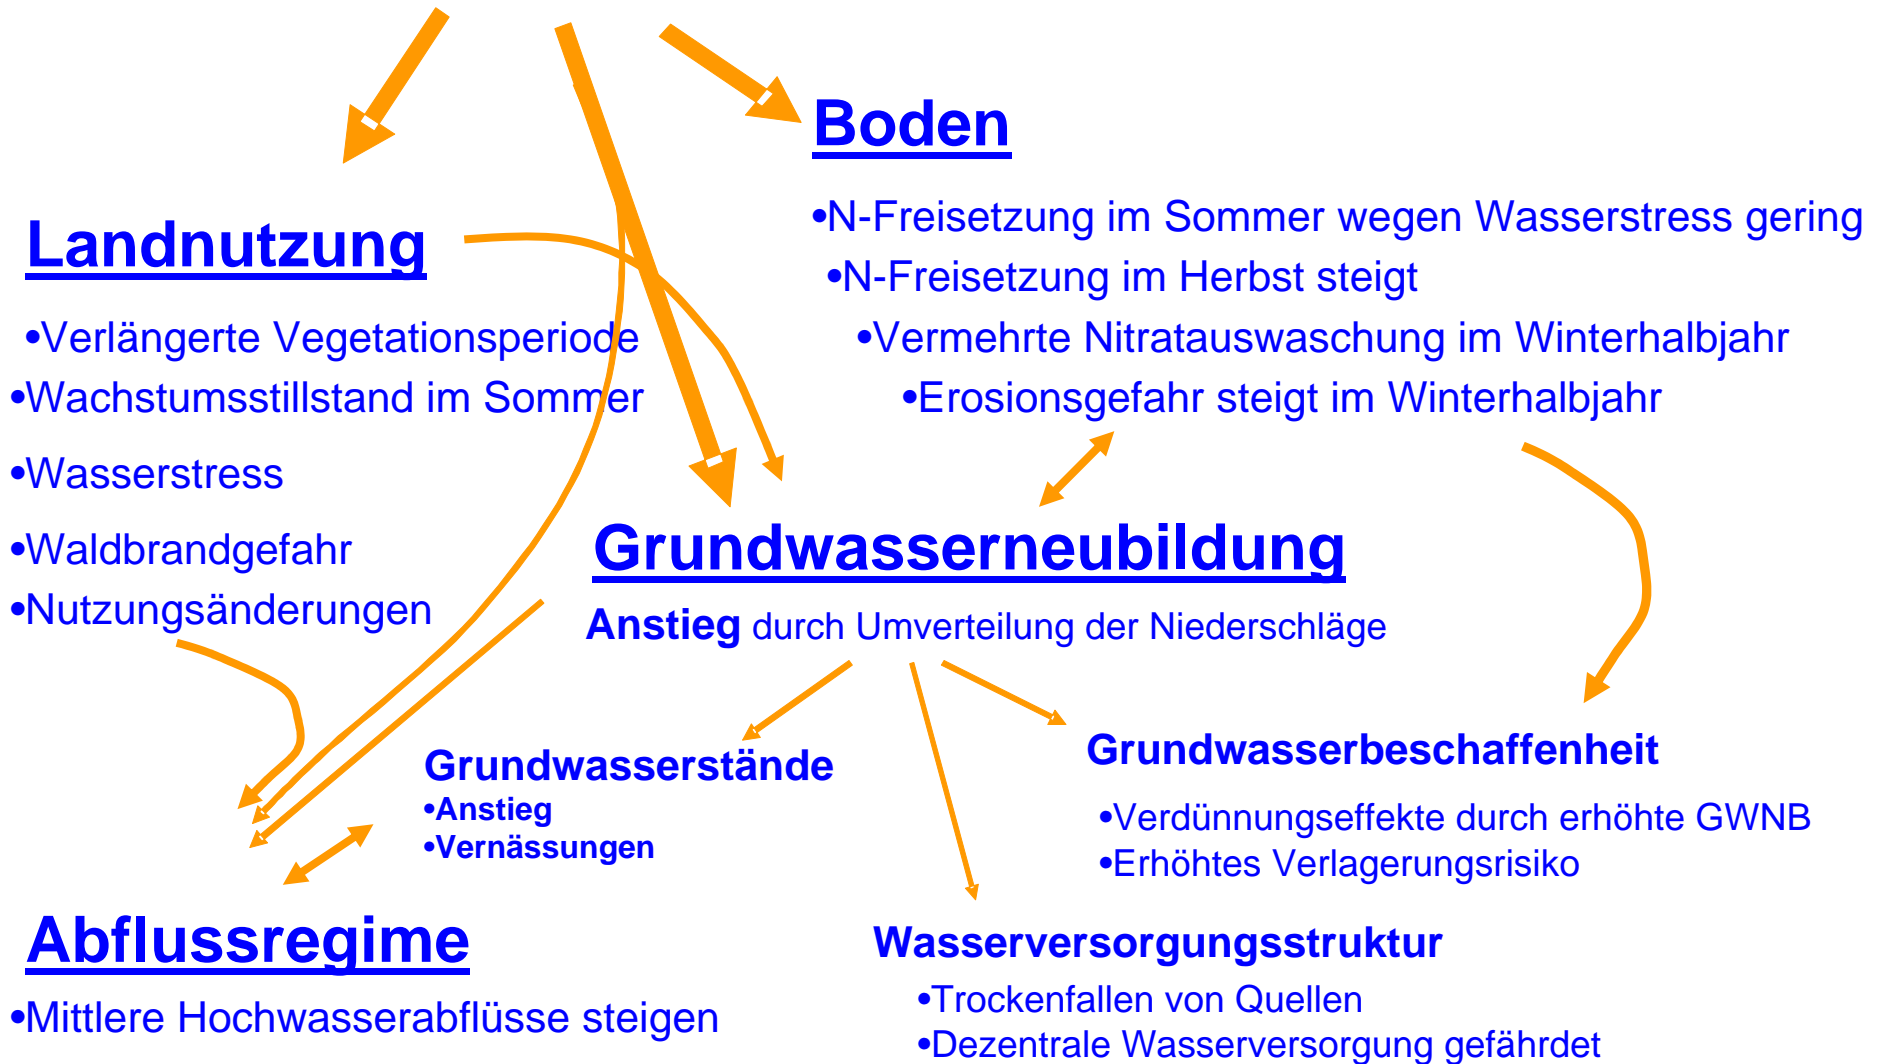 Boden
•N-Freisetzung im Sommer wegen Wasserstress gering
•N-Freisetzung im Herbst steigt
•Vermehrte Nitratauswaschung im Winterhalbjahr
•Erosionsgefahr steigt im Winterhalbjahr
Landnutzung
•Verlängerte Vegetationsperiode
•Wachstumsstillstand im Sommer
•Wasserstress
•Waldbrandgefahr
•Nutzungsänderungen
Grundwasserneubildung
Anstieg durch Umverteilung der Niederschläge
Grundwasserstände
•Anstieg
•Vernässungen
Grundwasserbeschaffenheit
•Verdünnungseffekte durch erhöhte GWNB
•Erhöhtes Verlagerungsrisiko
Abflussregime
•Mittlere Hochwasserabflüsse steigen
Wasserversorgungsstruktur
•Trockenfallen von Quellen
•Dezentrale Wasserversorgung gefährdet